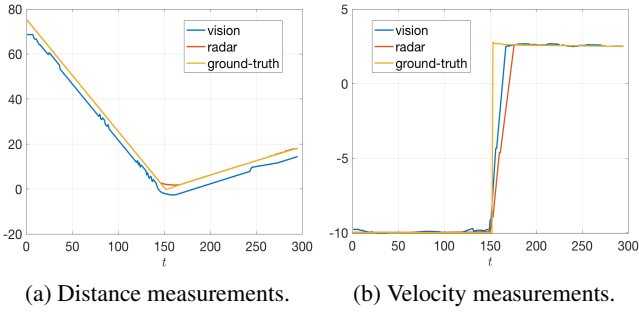 80
60
40
20
0
-20
0
50
100
150
200
250
300
t
vision
radar
ground-truth
(a) Distance measurements.
5
0
-5
-10
0
50
100
150
200
250
300
t
vision
radar
ground-truth
(b) Velocity measurements.